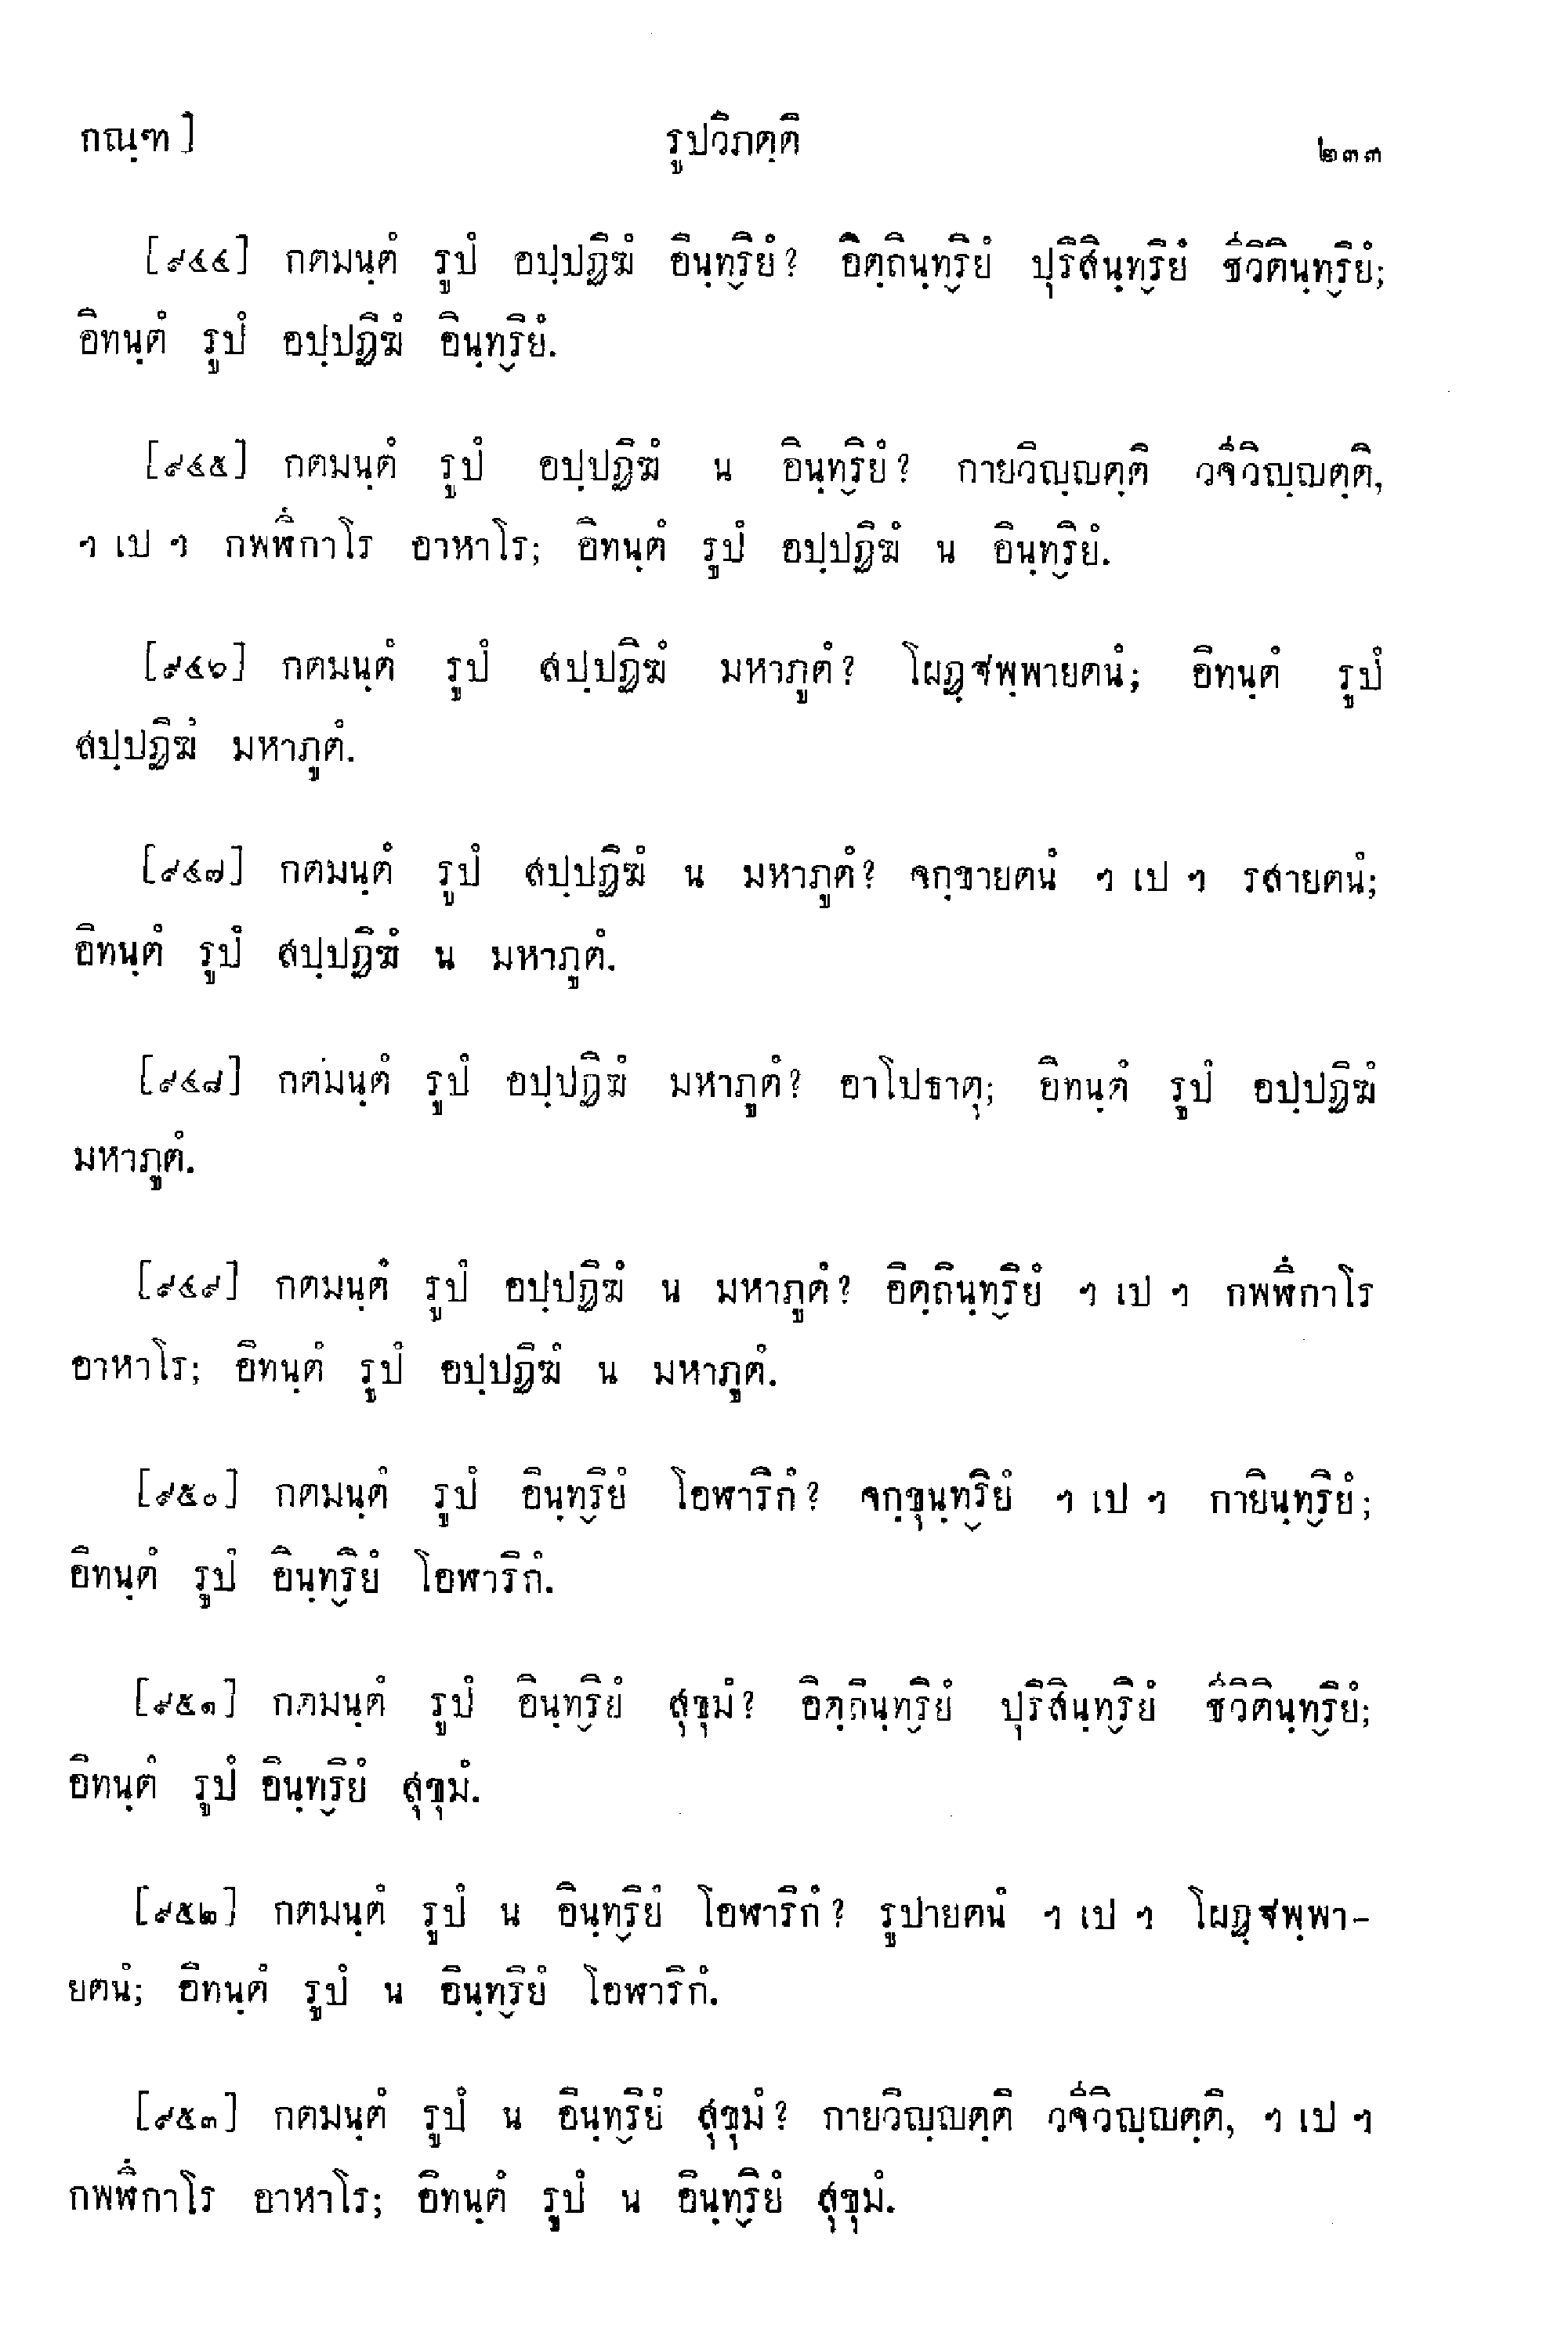 กณฺฑ] รูปวิภตฺติ ๒๓๓
[๙๔๔] กตมนฺตํ รูปํ อปฺปฏิฆํ อินฺทฺริยํ? อิตฺถินฺทฺริยํ ปุริสินฺทฺริยํ ชีวิตินฺทฺริยํ;
อิทนฺตํ รูปํ อปฺปฏิฆํ อินฺทฺริยํ.
[๙๔๕] กตมนฺตํ รูปํ อปฺปฏิฆํ น อินฺทฺริยํ? กายวิญฺญตฺติ วจีวิญฺญตฺติ,
ฯ เป ฯ กพฬิํกาโร อาหาโร; อิทนฺตํ รูปํ อปฺปฏิฆํ น อินฺทฺริยํ.
[๙๔๖] กตมนฺตํ รูปํ สปฺปฏิฆํ มหาภูตํ? โผฏฺฐพฺพายตนํ; อิทนฺตํ รูปํ
สปฺปฏิฆํ มหาภูตํ.
[๙๔๗] กตมนฺตํ รูปํ สปฺปฏิฆํ น มหาภูตํ? จกฺขายตนํ ฯ เป ฯ รสายตนํ;
อิทนฺตํ รูปํ สปฺปฏิฆํ น มหาภูตํ.
[๙๔๘] กตมนฺตํ รูปํ อปฺปฏิฆํ มหาภูตํ? อาโปธาตุ; อิทนฺตํ รูปํ อปฺปฏิฆํ
มหาภูตํ.
[๙๔๙] กตมนฺตํ รูปํ อปฺปฏิฆํ น มหาภูตํ? อิตฺถินฺทฺริยํ ฯ เป ฯ กพฬิํกาโร
อาหาโร; อิทนฺตํ รูปํ อปฺปฏิฆํ น มหาภูตํ.
[๙๕๐] กตมนฺตํ รูปํ อินฺทฺริยํ โอฬาริกํ? จกฺขุนฺทฺริยํ ฯ เป ฯ กายินฺทฺริยํ;
อิทนฺตํ รูปํ อินฺทฺริยํ โอฬาริกํ.
[๙๕๑] กตมนฺตํ รูปํ อินฺทฺริยํ สุขุมํ? อิตฺถินฺทฺริยํ ปุริสินฺทฺริยํ ชีวิตินฺทฺริยํ;
อิทนฺตํ รูปํ อินฺทฺริยํ สุขุมํ.
[๙๕๒] กตมนฺตํ รูปํ น อินฺทฺริยํ โอฬาริกํ? รูปายตนํ ฯ เป ฯ โผฏฺฐพฺพา-
ยตนํ; อิทนฺตํ รูปํ น อินฺทฺริยํ โอฬาริกํ.
[๙๕๓] กตมนฺตํ รูปํ น อินฺทฺริยํ สุขุมํ? กายวิญฺญตฺติ วจีวิญฺญตฺติ, ฯ เป ฯ
กพฬิํกาโร อาหาโร; อิทนฺตํ รูปํ น อินฺทฺริยํ สุขุมํ.